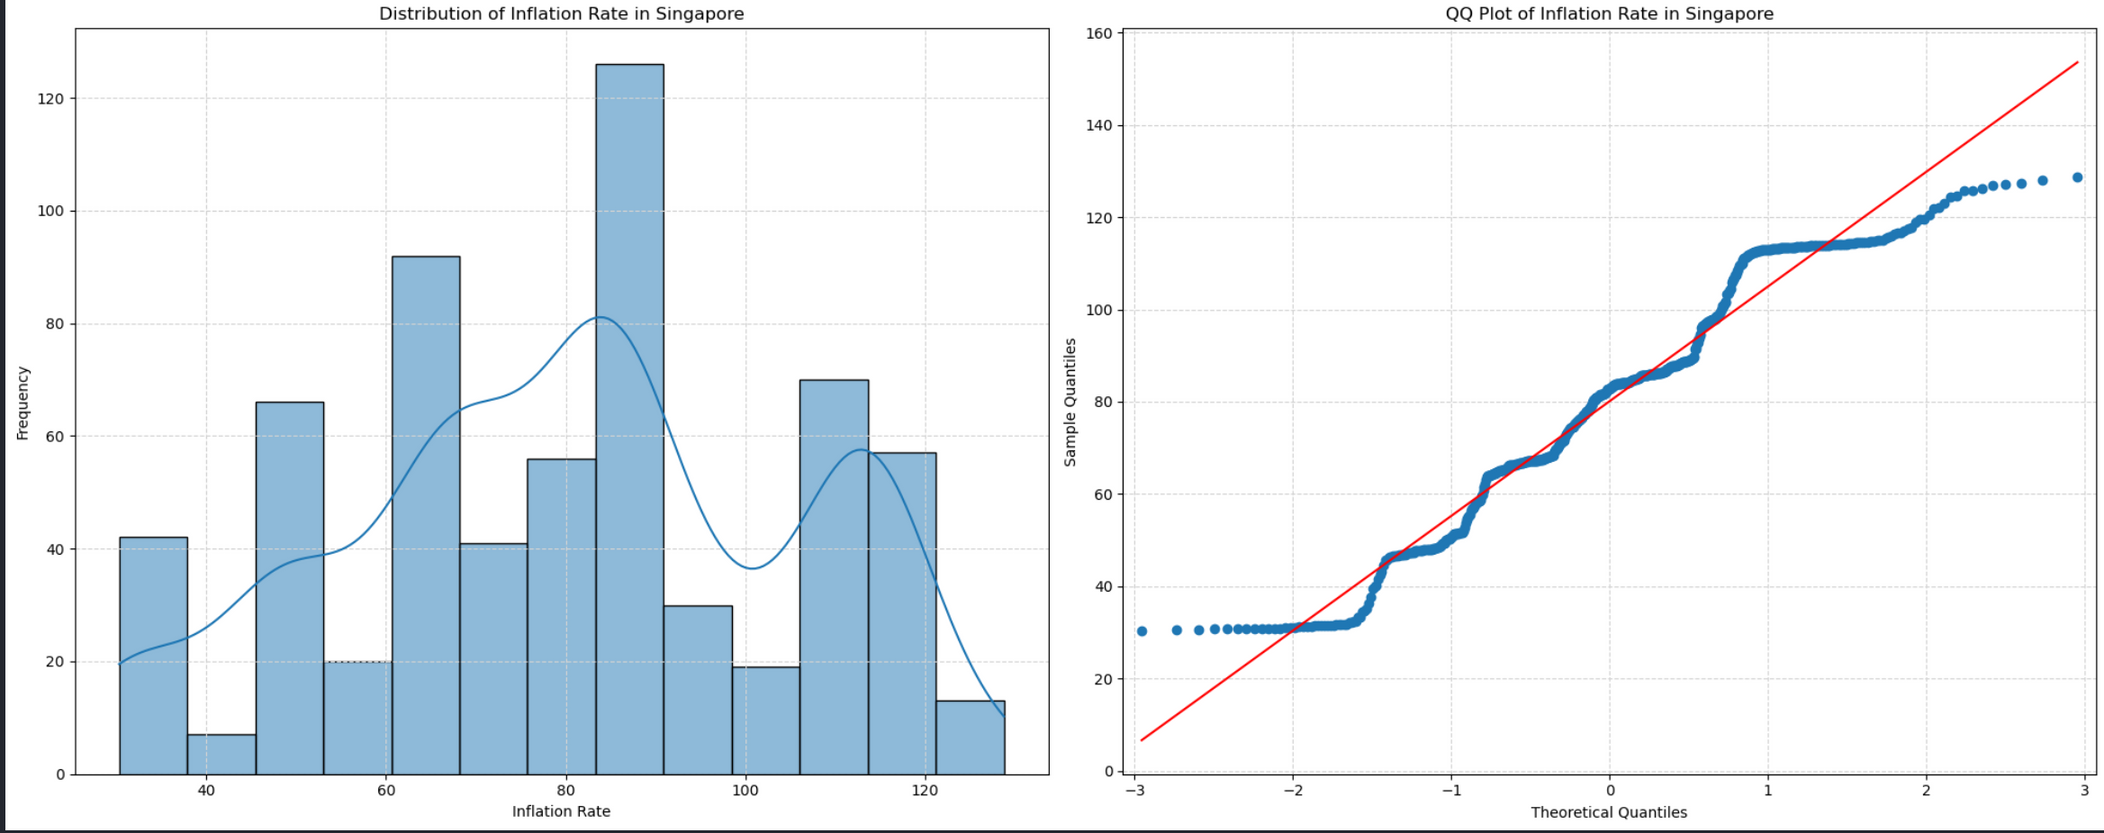 Distribution of Inflation Rate in Singapore
120
100
80
60
40
20
0
Frequency
40 60 80 100 120
Inflation Rate
QQ Plot of Inflation Rate in Singapore
160
140
120
100
80
60
40
20
0
Sample Quantiles
−3 −2 −1 0 1 2 3
Theoretical Quantiles